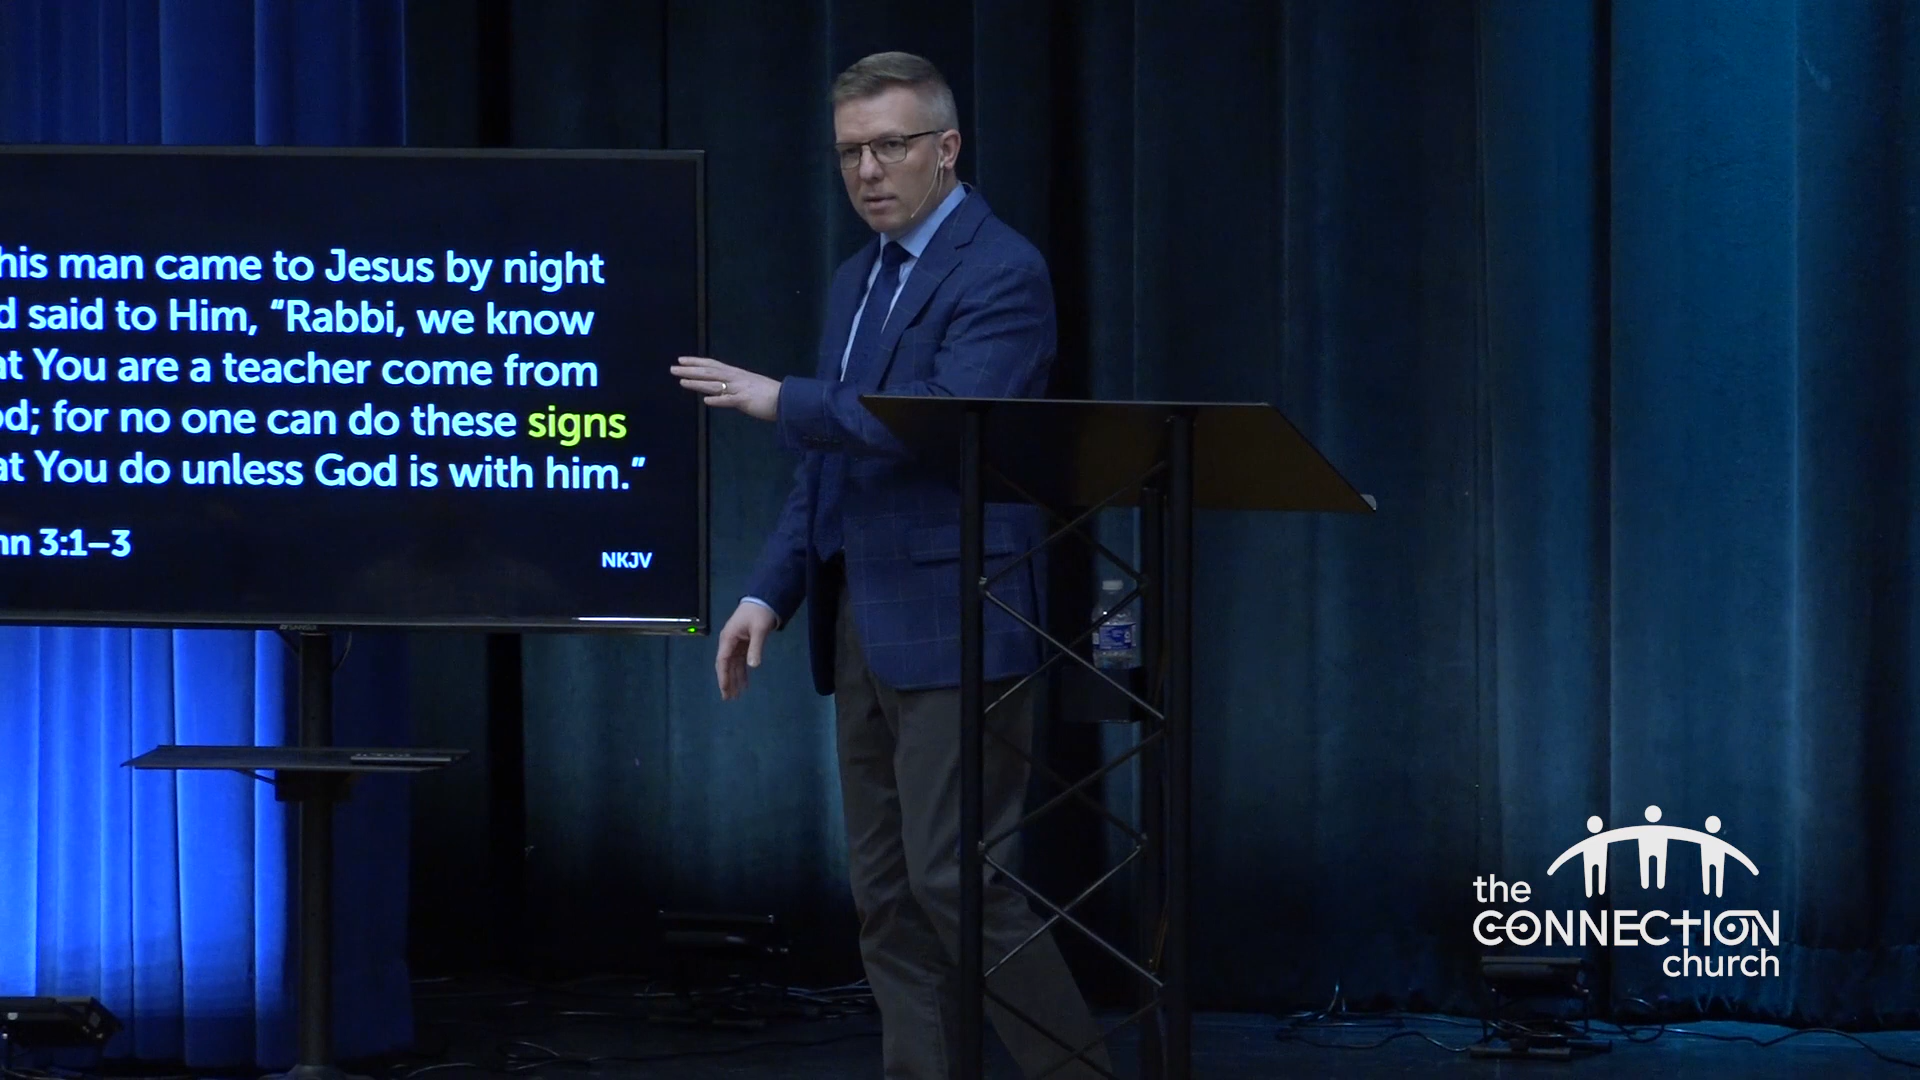 his man came to Jesus by night
d said to Him, “Rabbi, we know
at You are a teacher come from
od; for no one can do these signs
at You do unless God is with him.”
hn 3:1–3
NKJV
the
CONNECTION
church